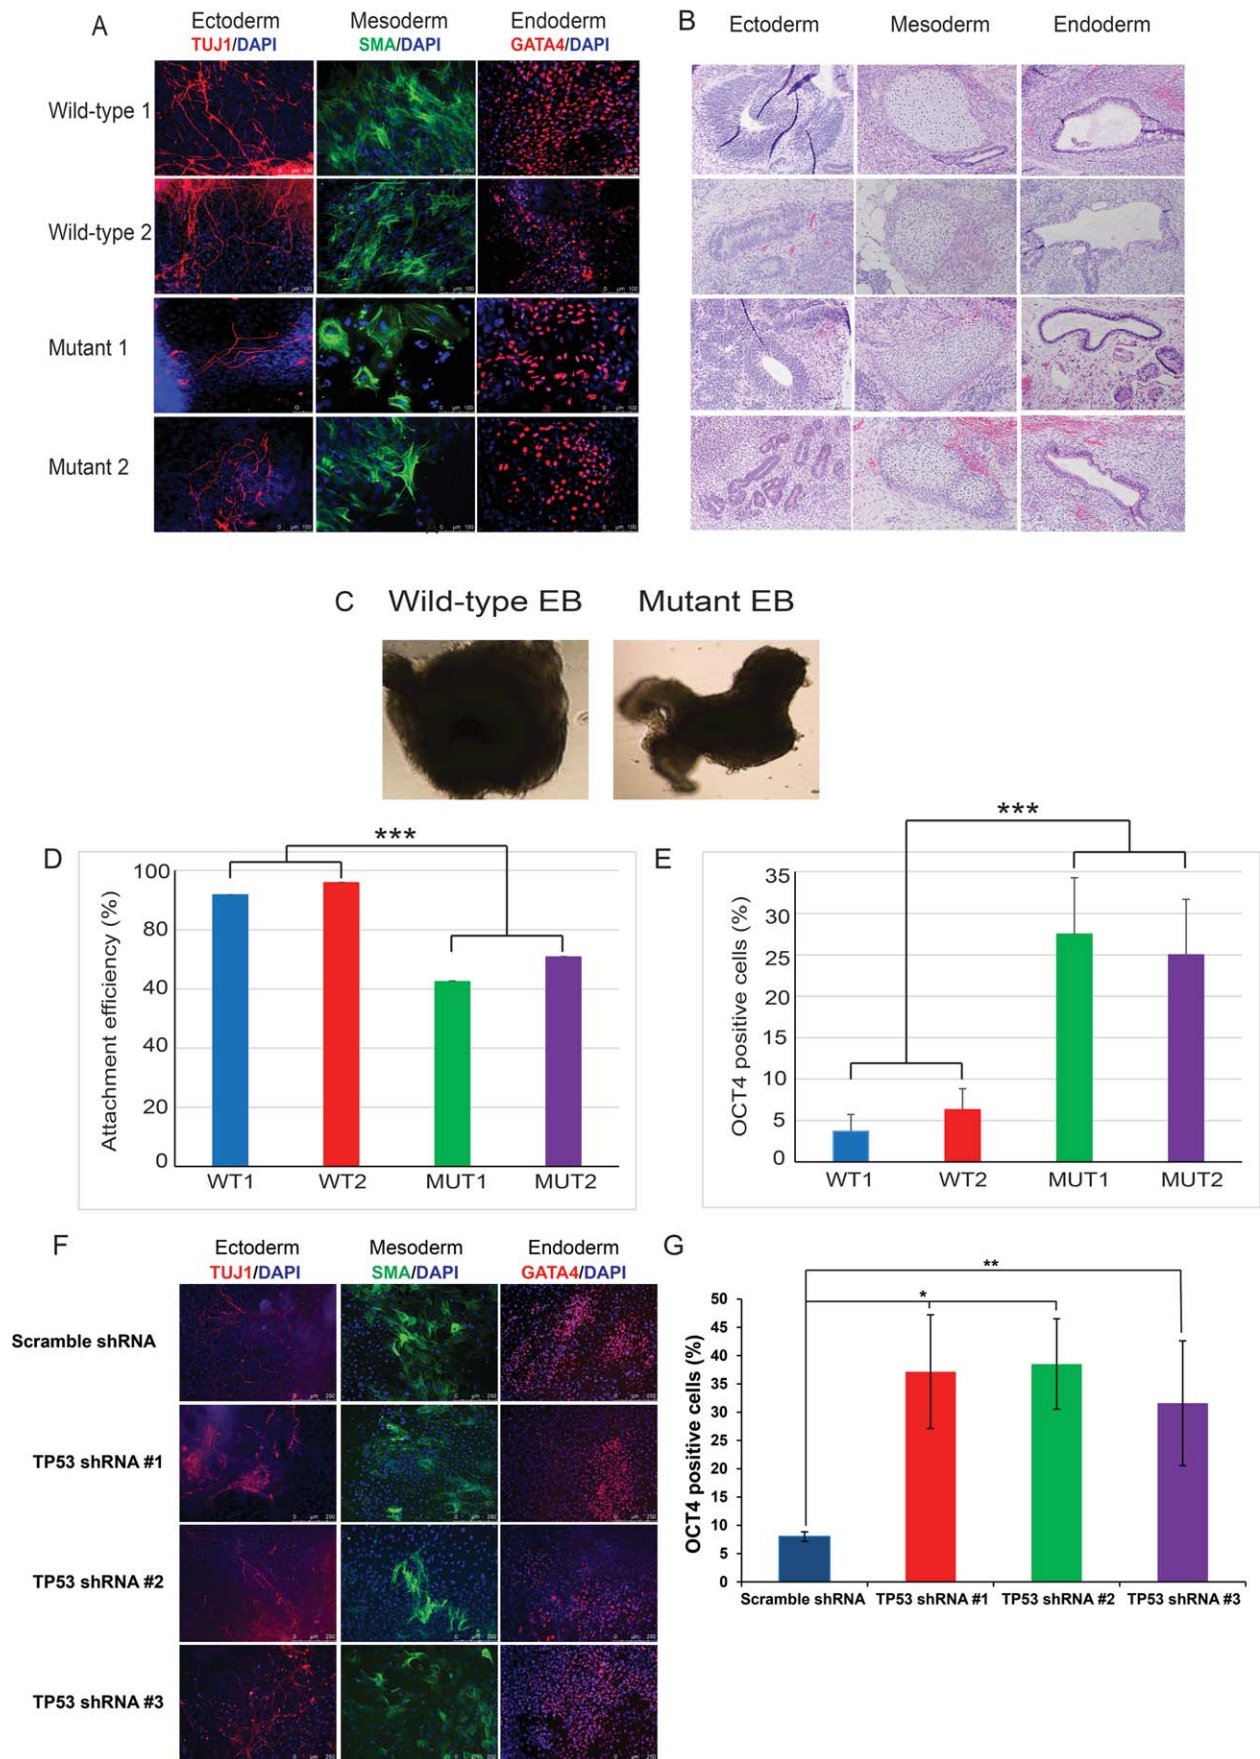 A
Ectoderm Mesoderm Endoderm
TUJ1/DAPI SMA/DAPI GATA4/DAPI
Wild-type 1
Wild-type 2
Mutant 1
Mutant 2
B
Ectoderm Mesoderm Endoderm
C Wild-type EB Mutant EB
D
***
Attachment efficiency (%)
100
80
40
40
20
0
WT1 WT2 MUT1 MUT2
E
***
OCT4 positive cells (%)
35
30
25
15
15
10
5
0
WT1 WT2 MUT1 MUT2
F
Ectoderm Mesoderm Endoderm
TUJ1/DAPI SMA/DAPI GATA4/DAPI
Scramble shRNA
TP53 shRNA #1
TP53 shRNA #2
TP53 shRNA #3
G
**
*
OCT4 positive cells (%)
50
45
40
35
30
25
20
15
10
5
0
Scramble shRNA TP53 shRNA #1 TP53 shRNA #2 TP53 shRNA #3